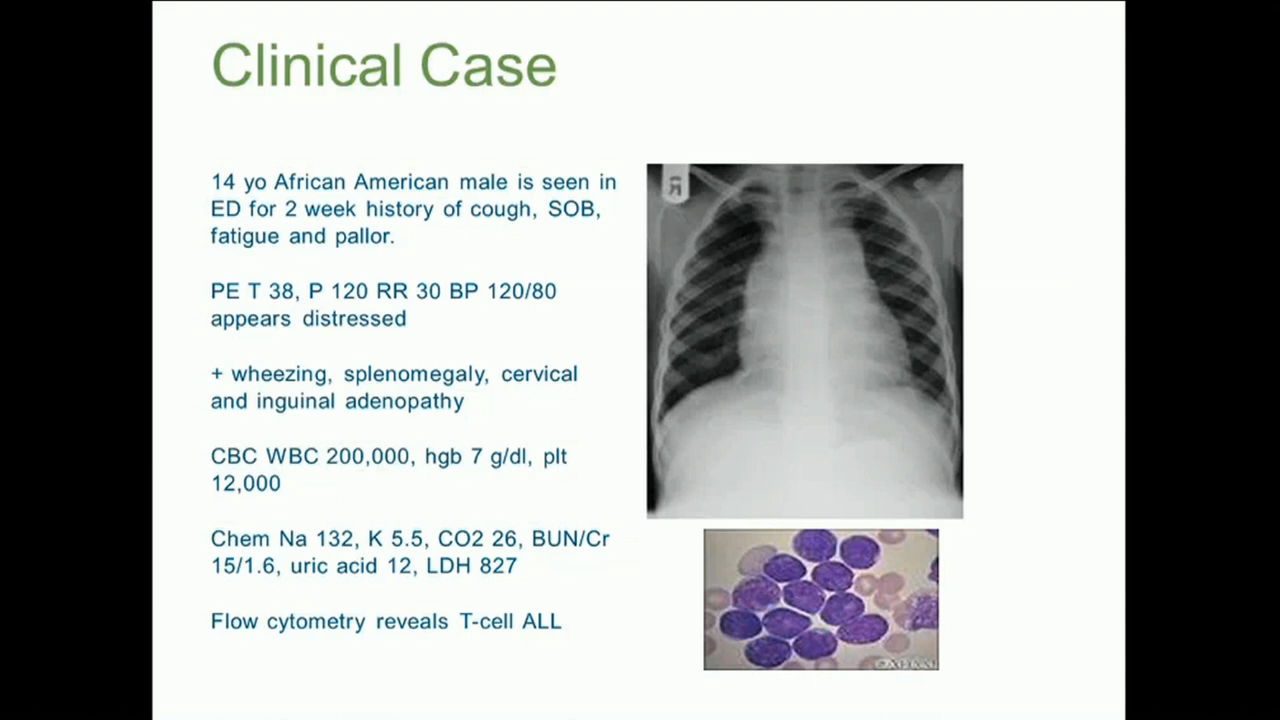 Clinical Case
14 yo African American male is seen in
ED for 2 week history of cough, SOB,
fatigue and pallor.
PE T 38, P 120 RR 30 BP 120/80
appears distressed
+ wheezing, splenomegaly, cervical
and inguinal adenopathy
CBC WBC 200,000, hgb 7 g/dl, plt
12,000
Chem Na 132, K 5.5, CO2 26, BUN/Cr
15/1.6, uric acid 12, LDH 827
Flow cytometry reveals T-cell ALL